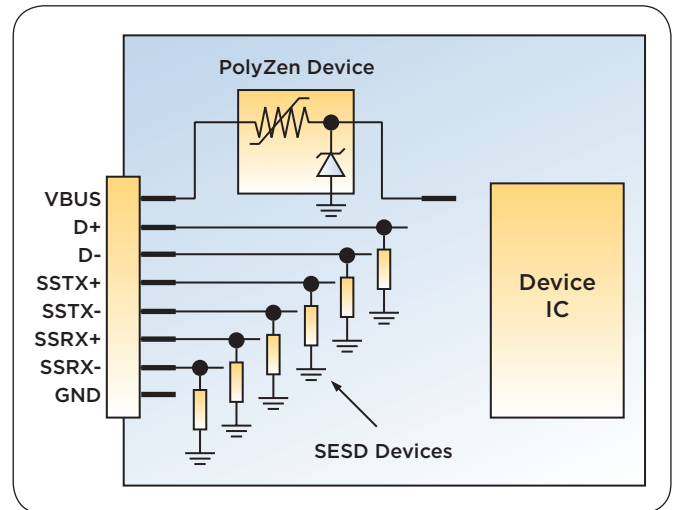 PolyZen Device
VBUS
D+
D-
SSTX+
SSTX-
SSRX+
SSRX-
GND
Device
IC
SESD Devices